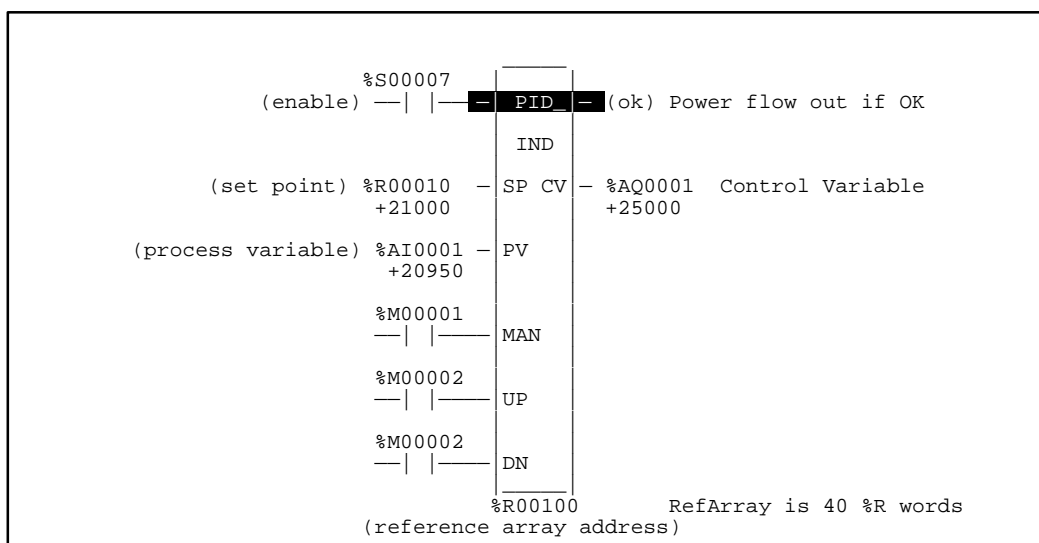 %S00007
(enable) PID_ (ok) Power flow out if OK
IND
(set point) %R00010 SP CV %AQ0001 Control Variable
+21000 +25000
(process variable) %AI0001 PV
+20950
%M00001
MAN
%M00002
UP
%M00002
DN
%R00100 RefArray is 40 %R words
(reference array address)